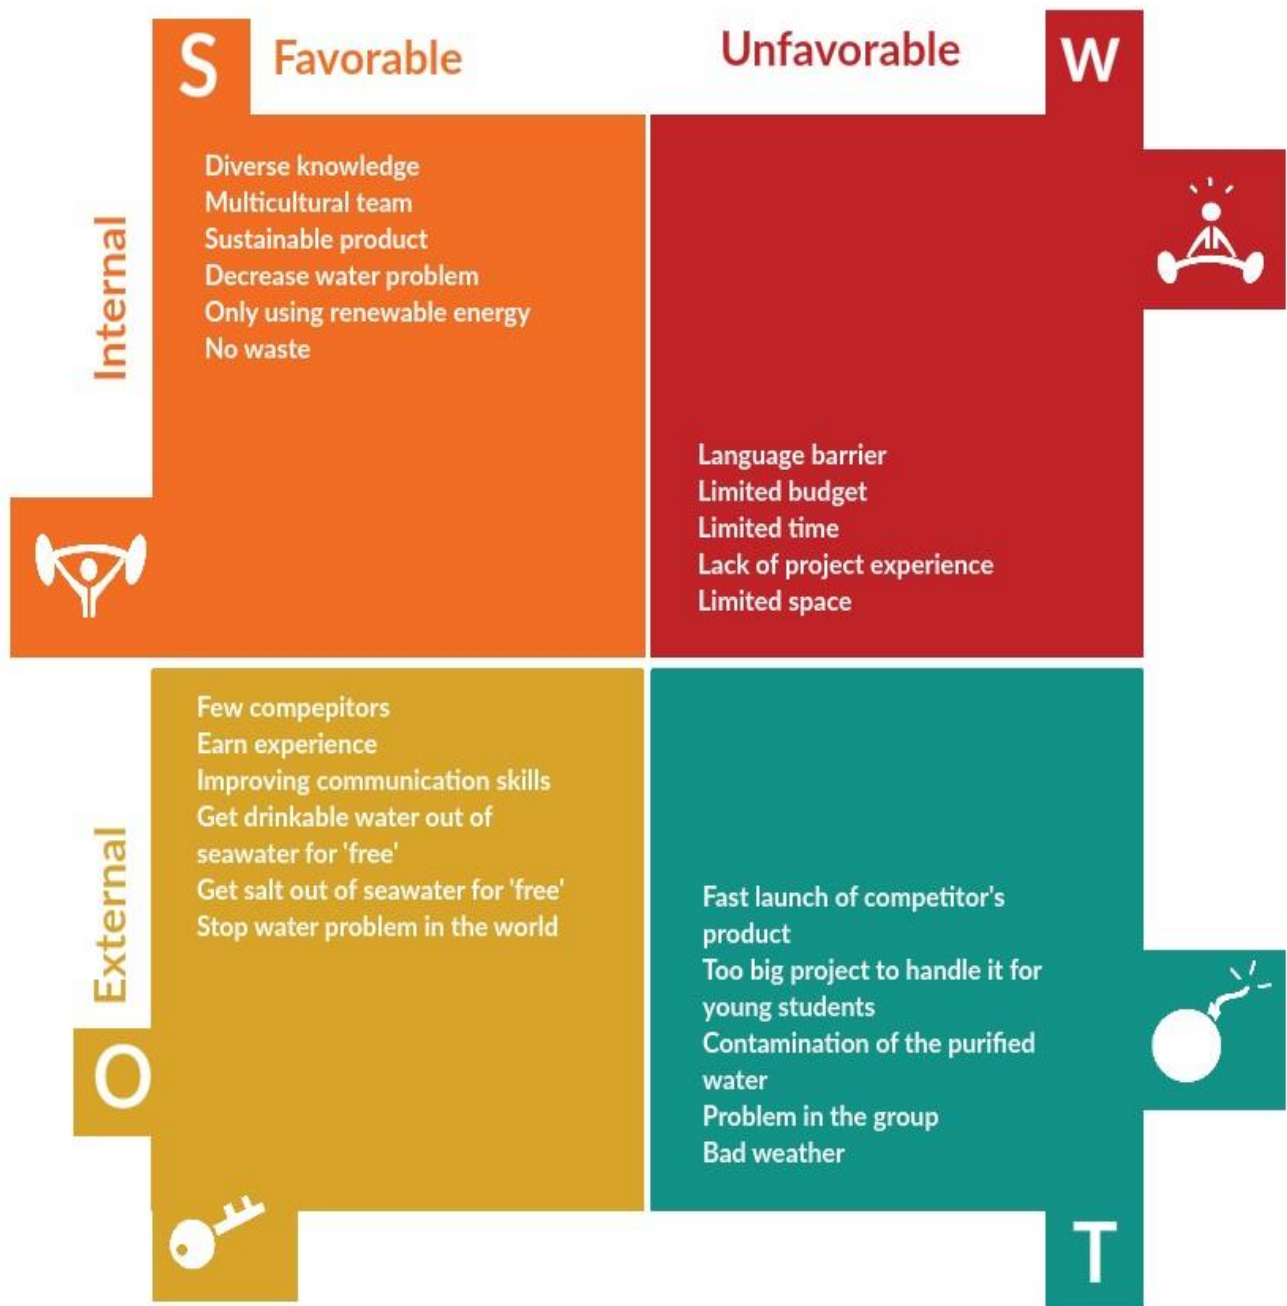 S
Favorable
Unfavorable
W
Internal
Diverse knowledge
Multicultural team
Sustainable product
Decrease water problem
Only using renewable energy
No waste
Language barrier
Limited budget
Limited time
Lack of project experience
Limited space
External
O
Few compepitors
Earn experience
Improving communication skills
Get drinkable water out of
seawater for 'free'
Get salt out of seawater for 'free'
Stop water problem in the world
Fast launch of competitor's
product
Too big project to handle it for
young students
Contamination of the purified
water
Problem in the group
Bad weather
T